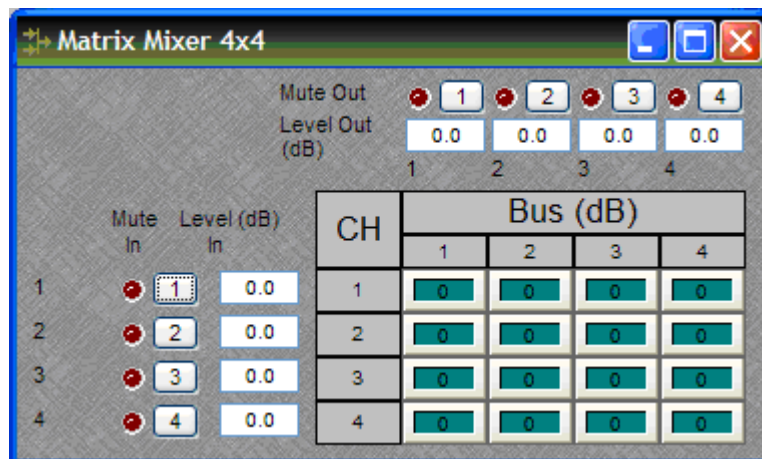 Matrix Mixer 4x4
Mute Out 1 2 3 4
Level Out (dB) 0.0 0.0 0.0 0.0
1 2 3 4
Mute In Level (dB) In CH Bus (dB)
1 2 3 4
1 1 0.0 1 0 0 0 0
2 2 0.0 2 0 0 0 0
3 3 0.0 3 0 0 0 0
4 4 0.0 4 0 0 0 0